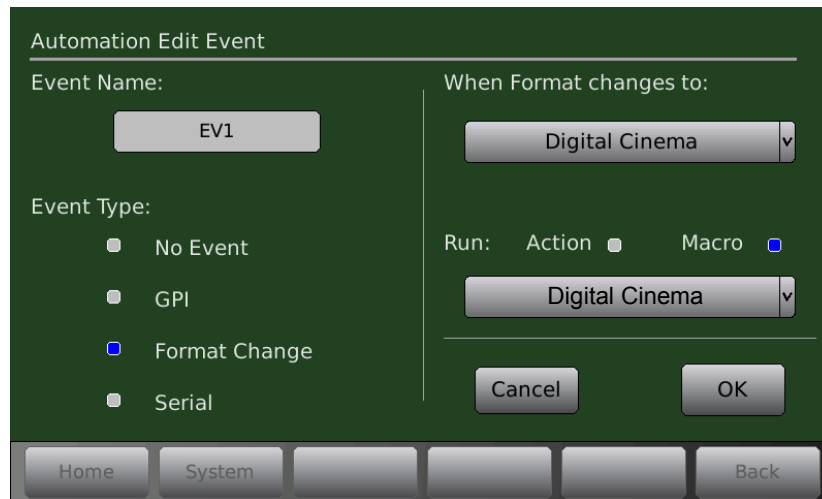 Automation Edit Event
Event Name:
EV1
Event Type:
No Event
GPI
Format Change
Serial
When Format changes to:
Digital Cinema v
Run: Action Macro
Digital Cinema v
Cancel OK
Home System Back